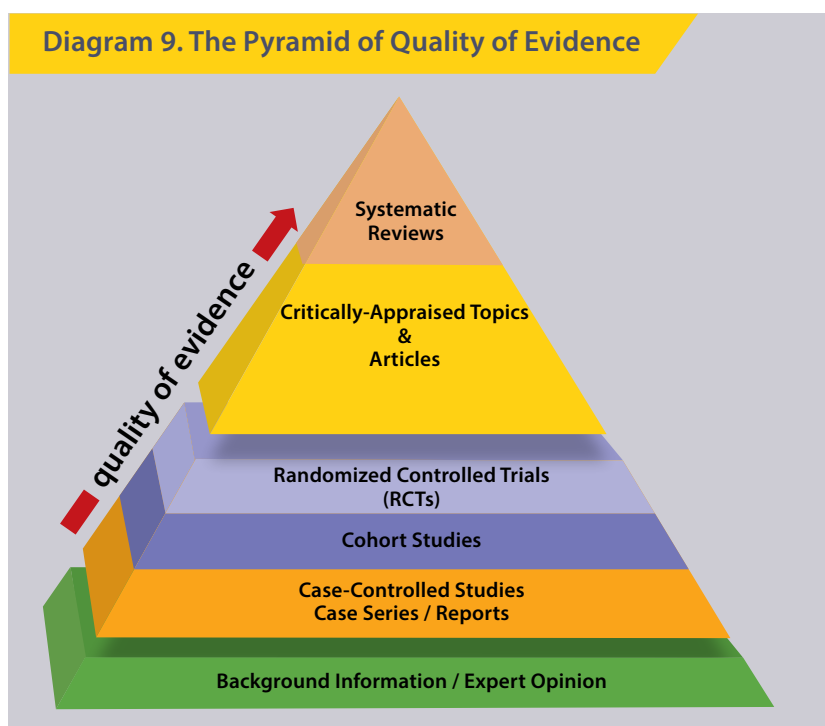 Diagram 9. The Pyramid of Quality of Evidence
Systematic
Reviews
quality of evidence
Critically-Appraised Topics
&
Articles
Randomized Controlled Trials
(RCTs)
Cohort Studies
Case-Controlled Studies
Case Series / Reports
Background Information / Expert Opinion